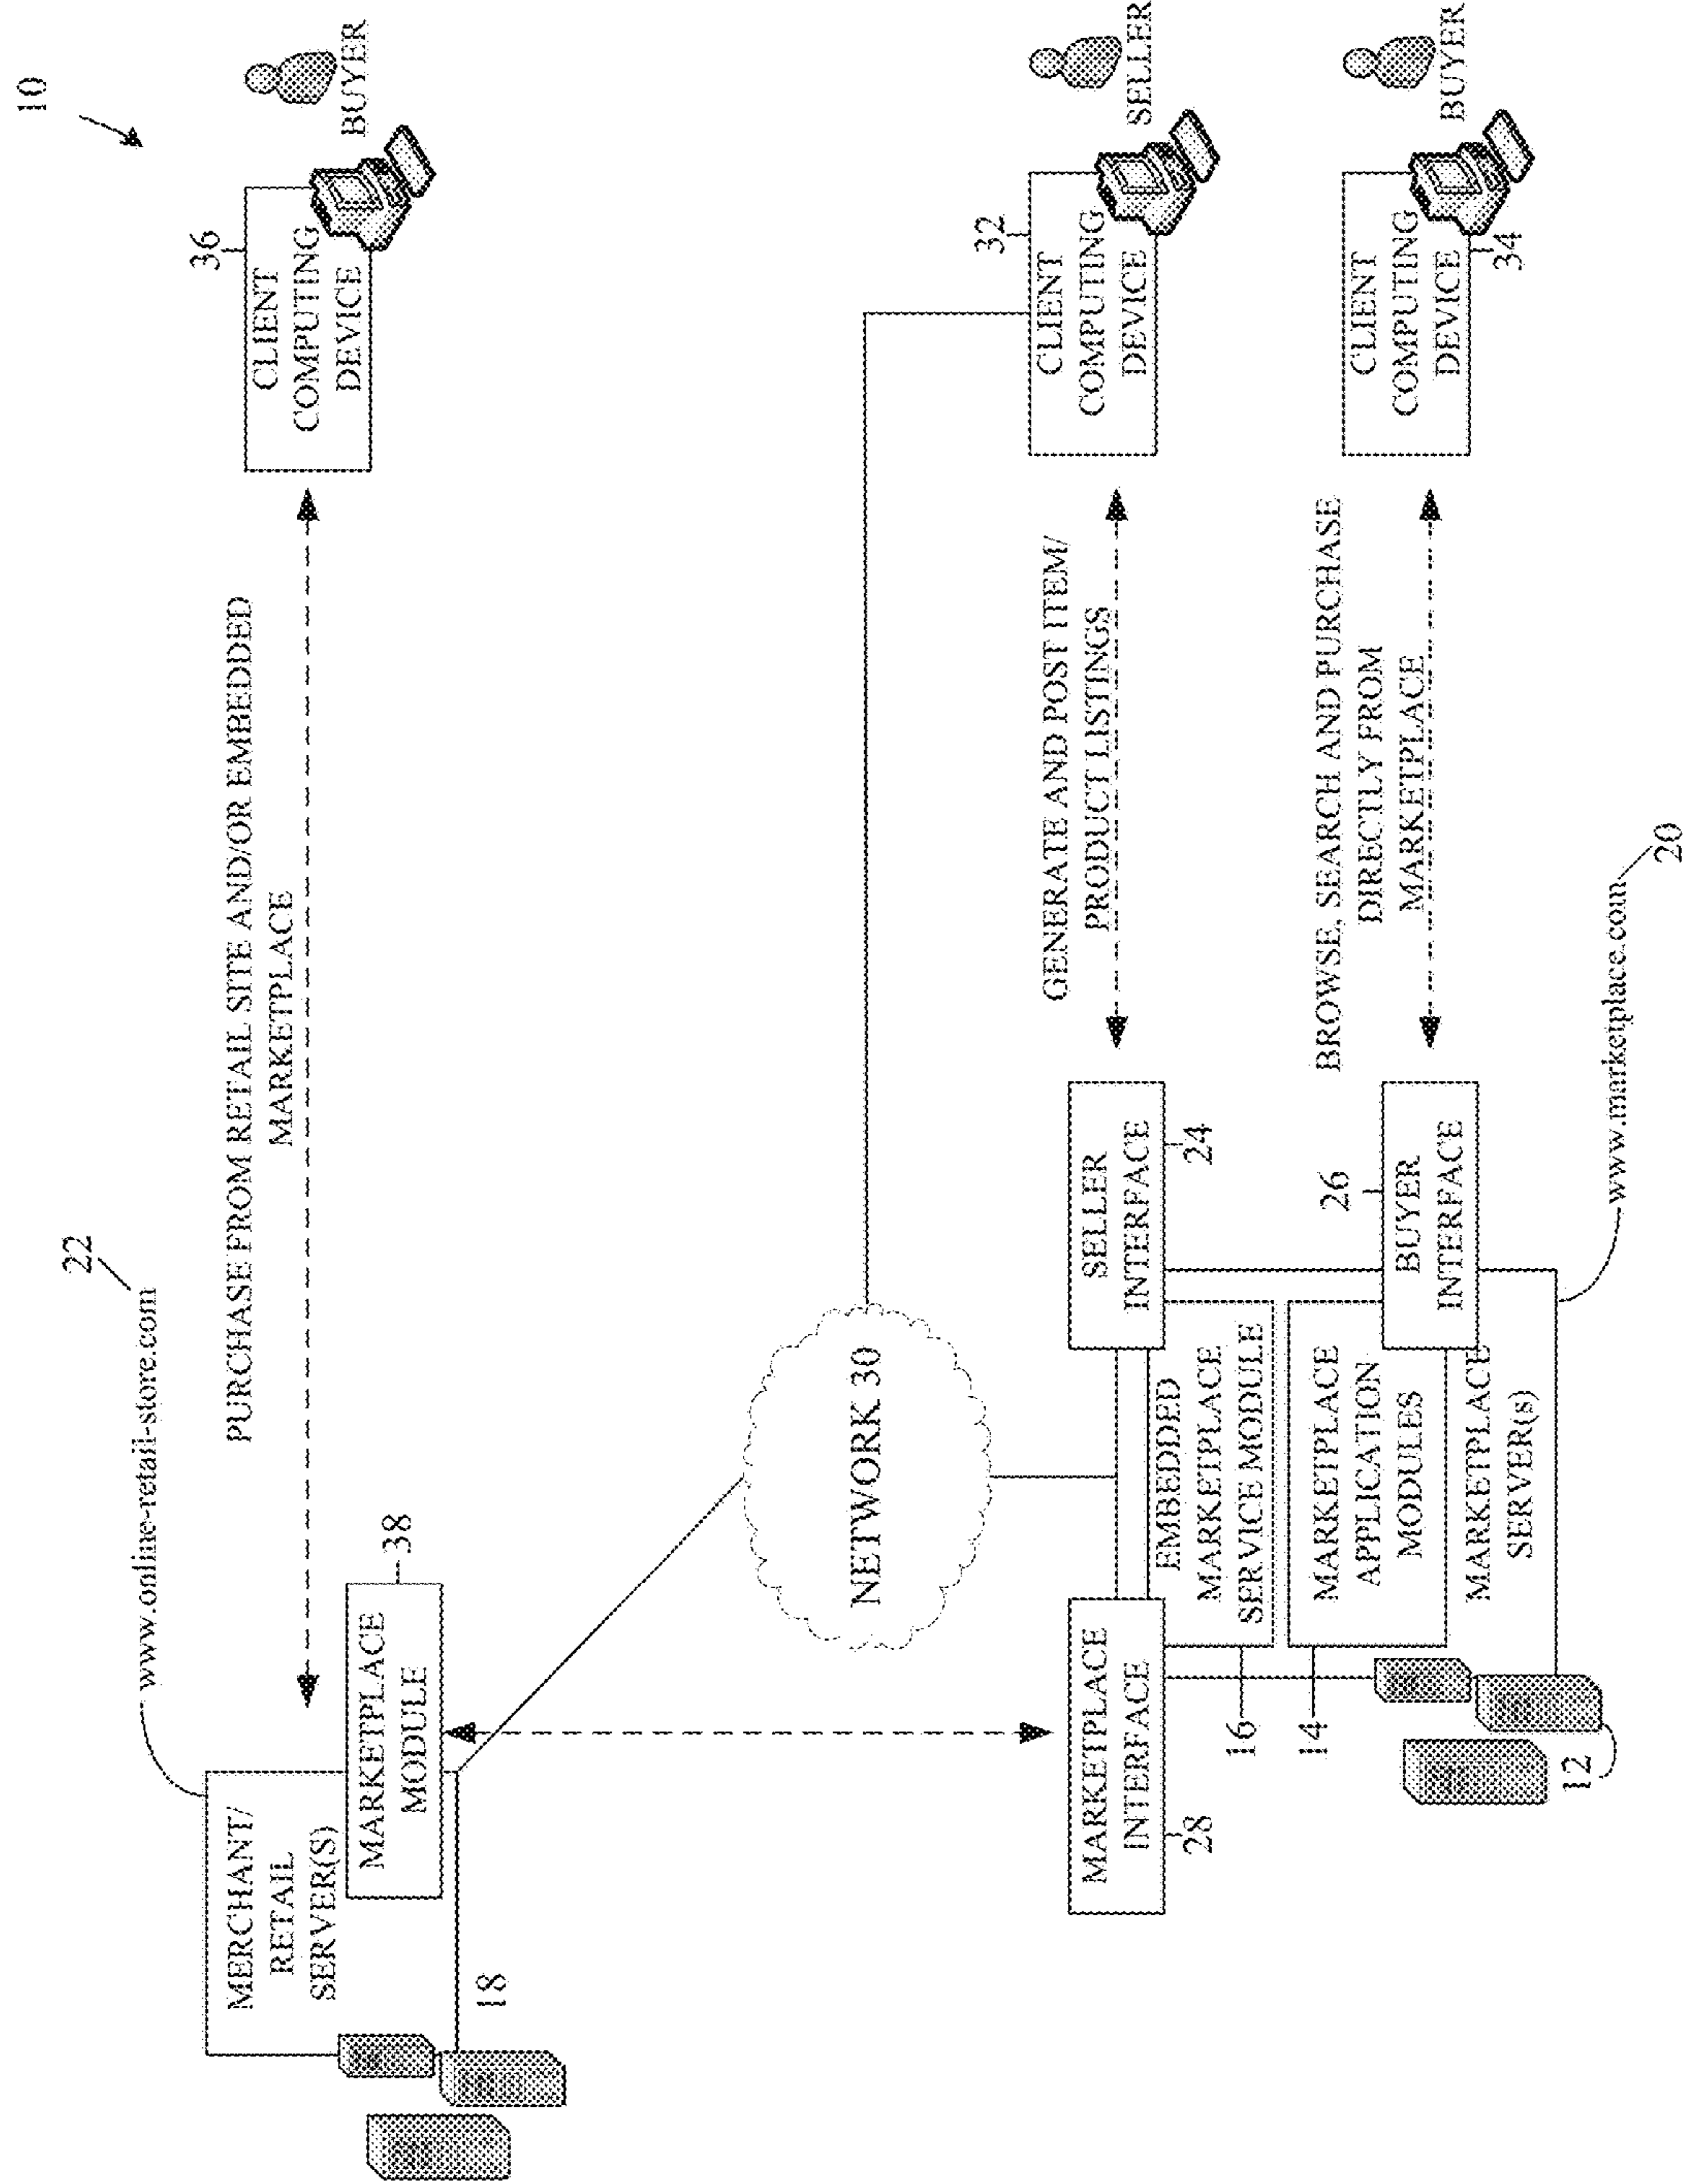 10
22
www.online-retail-store.com
MERCHANT/
RETAIL
SERVER(S)
18
MARKETPLACE
MODULE
38
PURCHASE FROM RETAIL SITE AND/OR EMBEDDED
MARKETPLACE
36
CLIENT
COMPUTING
DEVICE
BUYER
NETWORK 30
MARKETPLACE
INTERFACE
28
SELLER
INTERFACE
24
GENERATE AND POST ITEM/
PRODUCT LISTINGS
32
CLIENT
COMPUTING
DEVICE
SELLER
EMBEDDED
MARKETPLACE
SERVICE MODULE
16
MARKETPLACE
APPLICATION
MODULES
14
MARKETPLACE
SERVER(s)
12
26
BUYER
INTERFACE
BROWSE, SEARCH AND PURCHASE
DIRECTLY FROM
MARKETPLACE
CLIENT
COMPUTING
DEVICE
34
BUYER
www.marketplace.com
20